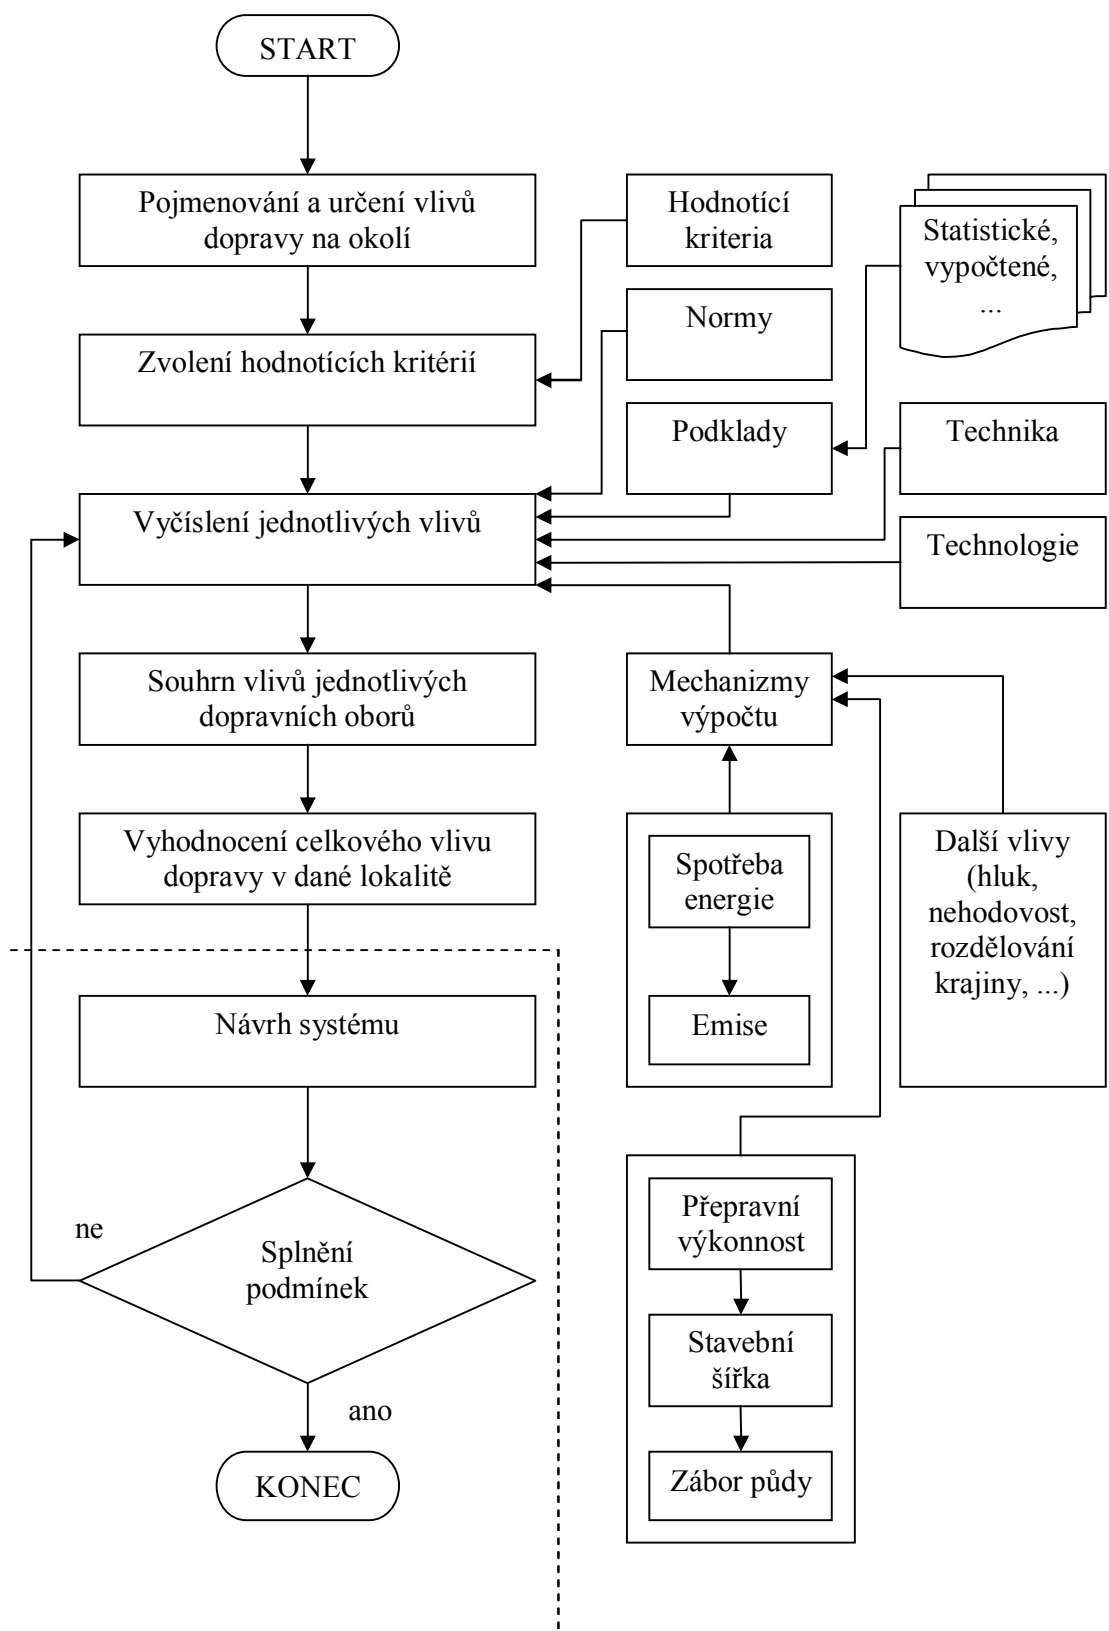 START
Pojmenování a určení vlivů
dopravy na okolí
Hodnotící
kriteria
Statistické,
vypočtené,
...
Normy
Zvolení hodnotících kritérií
Podklady
Technika
Vyčíslení jednotlivých vlivů
Technologie
Souhrn vlivů jednotlivých
dopravních oborů
Mechanizmy
výpočtu
Vyhodnocení celkového vlivu
dopravy v dané lokalitě
Spotřeba
energie
Emise
Další vlivy
(hluk,
nehodovost,
rozdělování
krajiny, ...)
Návrh systému
ne
Splnění
podmínek
ano
KONEC
Přepravní
výkonnost
Stavební
šířka
Zábor půdy